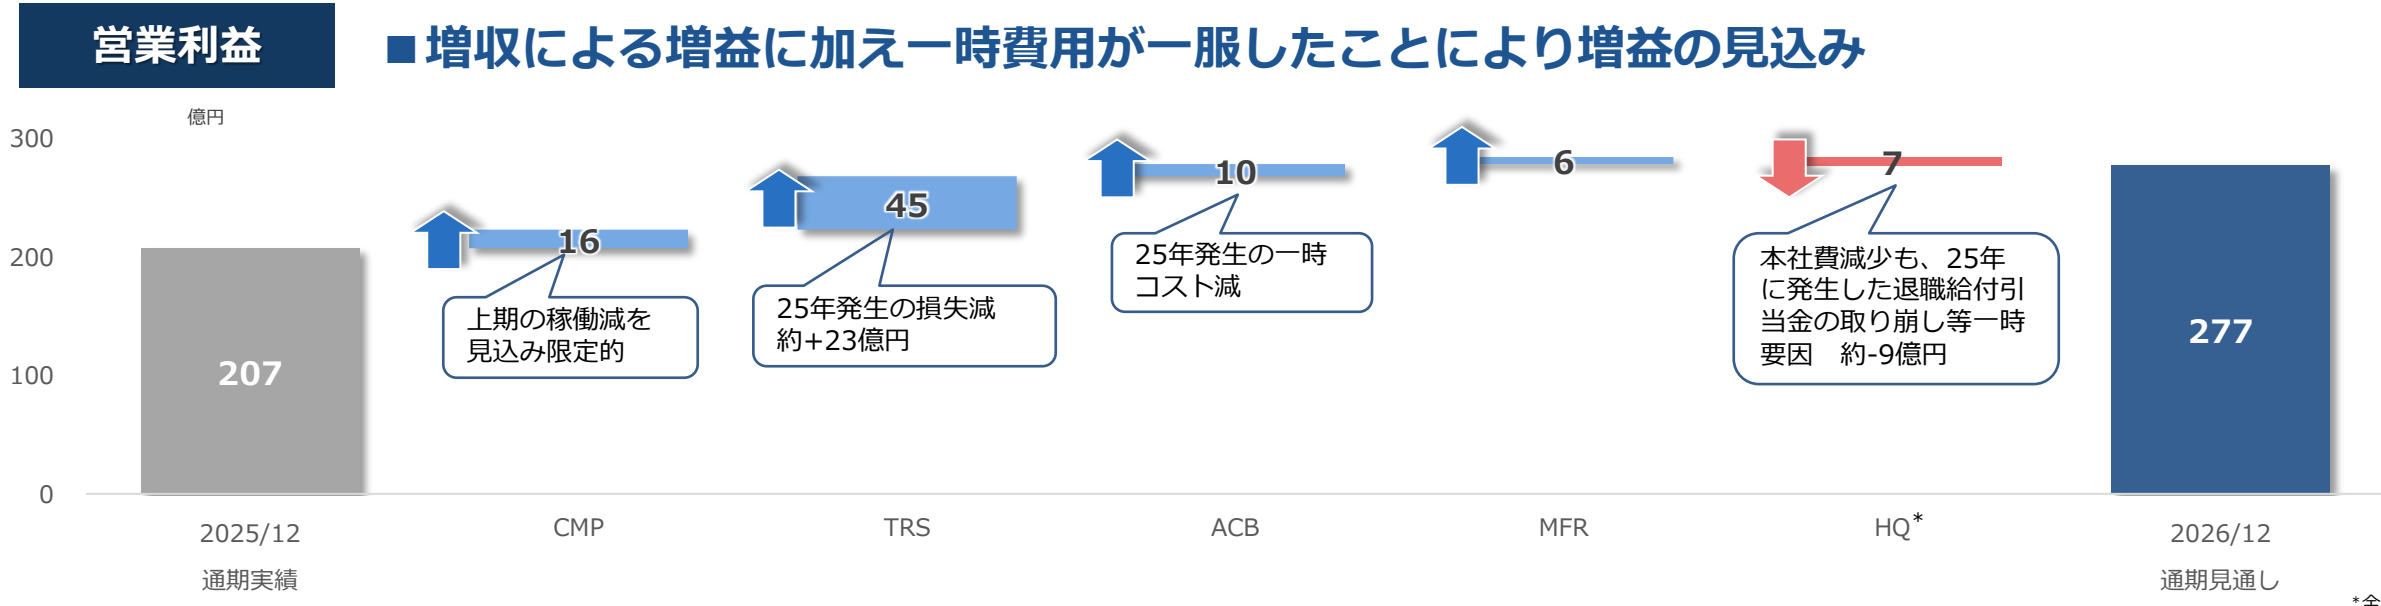 営業利益
■増収による増益に加え一時費用が一服したことにより増益の見込み
億円
300
200
100
0
207
16
上期の稼働減を
見込み限定的
45
25年発生の損失減
約+23億円
10
25年発生の一時
コスト減
6
7
本社費減少も、25年
に発生した退職給付引
当金の取り崩し等一時
要因 約-9億円
277
2025/12
通期実績
CMP
TRS
ACB
MFR
HQ*
2026/12
通期見通し